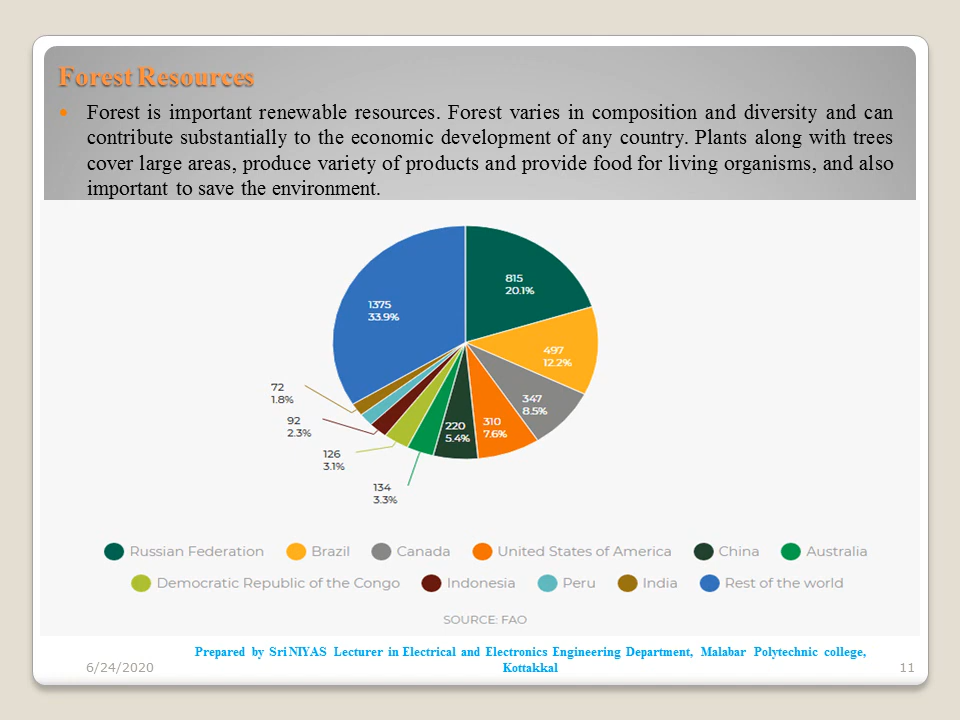 Forest Resources
Forest is important renewable resources. Forest varies in composition and diversity and can
contribute substantially to the economic development of any country. Plants along with trees
cover large areas, produce variety of products and provide food for living organisms, and also
important to save the environment.
815
20.1%
1375
33.9%
497
12.2%
347
8.5%
310
7.6%
220
5.4%
72
1.8%
92
2.3%
126
3.1%
134
3.3%
Russian Federation Brazil Canada United States of America China Australia
Democratic Republic of the Congo Indonesia Peru India Rest of the world
SOURCE: FAO
Prepared by Sri NIYAS Lecturer in Electrical and Electronics Engineering Department, Malabar Polytechnic college,
Kottakkal
6/24/2020
11